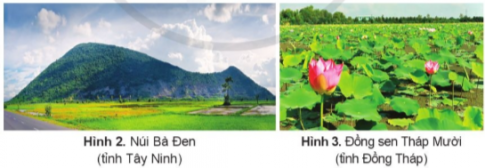 Hình 2. Núi Bà Đen
(tỉnh Tây Ninh)
Hình 3. Đồng sen Tháp Mười
(tỉnh Đồng Tháp)